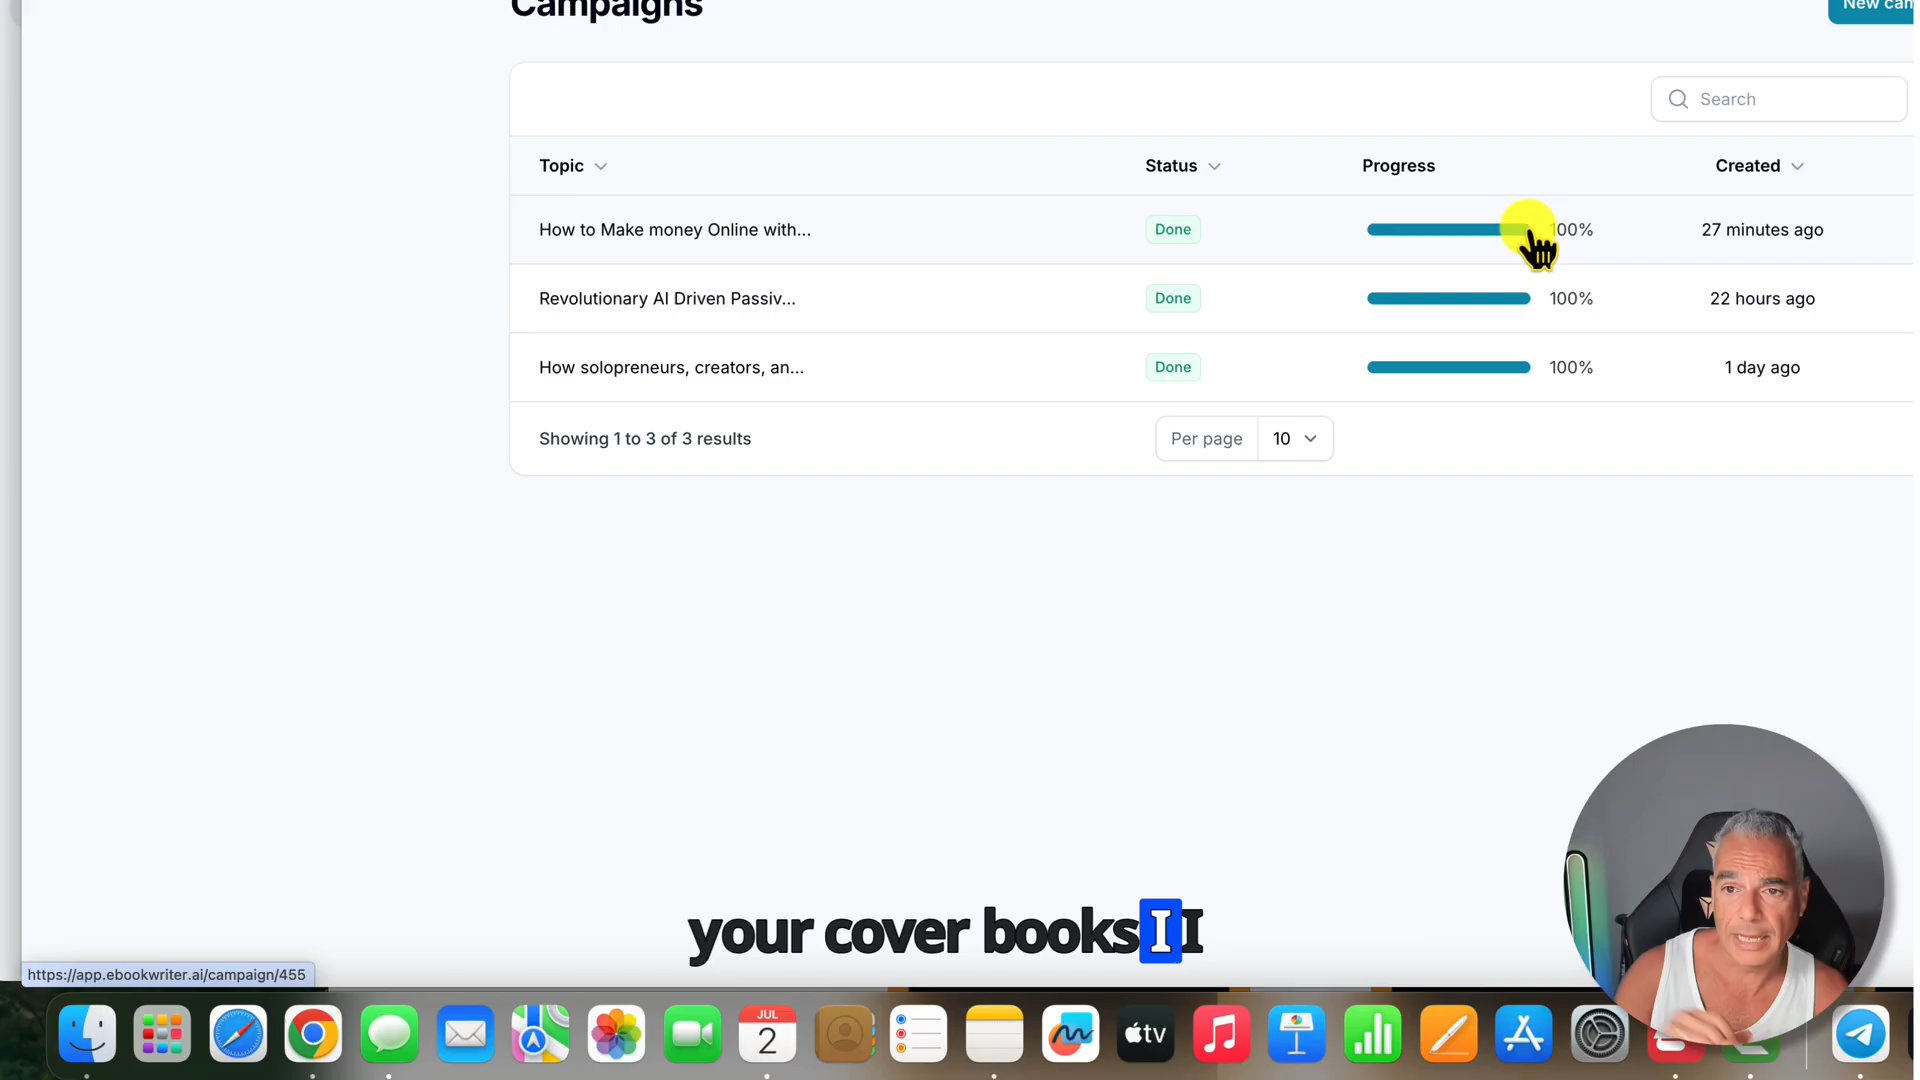 Campaigns
New cam
Search
Topic Status Progress Created
How to Make money Online with... Done 100% 27 minutes ago
Revolutionary AI Driven Passiv... Done 100% 22 hours ago
How solopreneurs, creators, an... Done 100% 1 day ago
Showing 1 to 3 of 3 results Per page 10
your cover books I I
https://app.ebookwriter.ai/campaign/455
JUL
2
tv